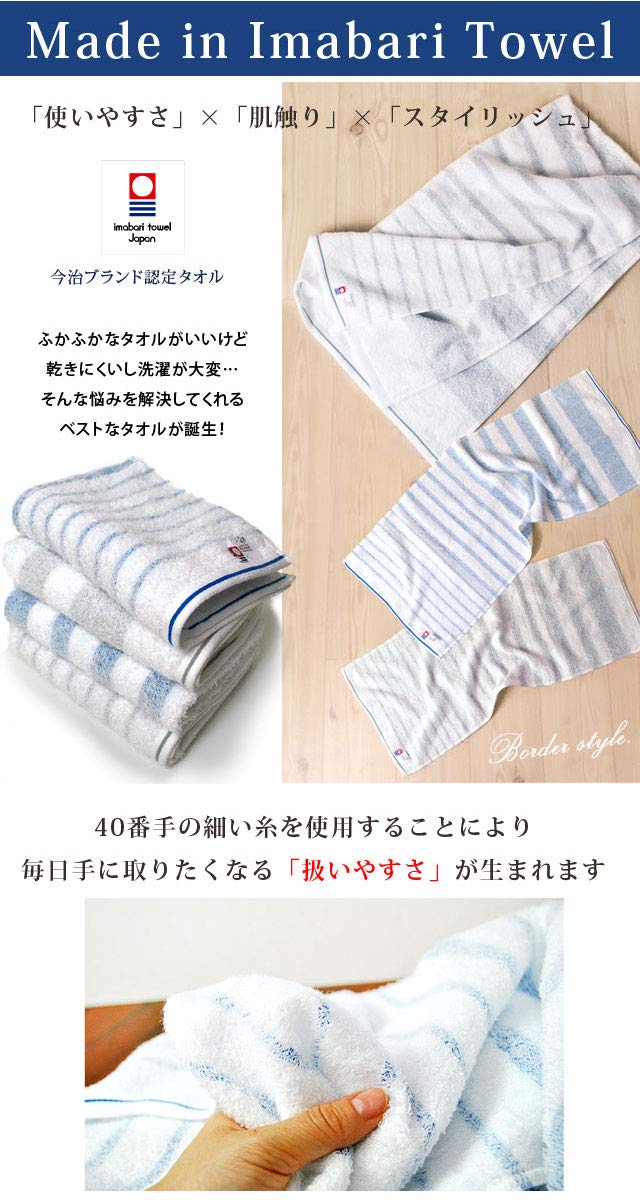 Made in Imabari Towel
「使いやすさ」×「肌触り」×「スタイリッシュ」
imabari towel
Japan
今治ブランド認定タオル
ふかふかなタオルがいいけど
乾きにくいし洗濯が大変…
そんな悩みを解決してくれる
ベストなタオルが誕生！
Border style.
40番手の細い糸を使用することにより
毎日手に取りたくなる「扱いやすさ」が生まれます